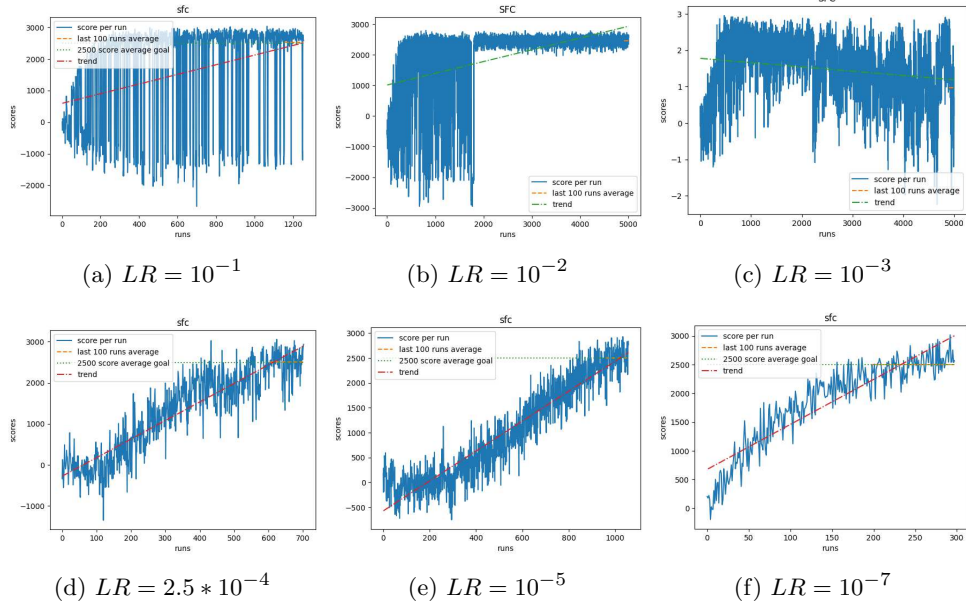 sfc
3000
2000
1000
0
−1000
−2000
scores
score per run
last 100 runs average
2500 score average goal
trend
0 200 400 600 800 1000 1200
runs
(a) LR = 10⁻¹
SFC
3000
2000
1000
0
−1000
−2000
−3000
scores
score per run
last 100 runs average
trend
0 1000 2000 3000 4000 5000
runs
(b) LR = 10⁻²
3
2
1
0
−1
−2
scores
score per run
last 100 runs average
trend
0 1000 2000 3000 4000 5000
runs
(c) LR = 10⁻³
sfc
3000
2000
1000
0
−1000
scores
score per run
last 100 runs average
2500 score average goal
trend
0 100 200 300 400 500 600 700
runs
(d) LR = 2.5 * 10⁻⁴
sfc
3000
2500
2000
1500
1000
500
0
−500
scores
score per run
last 100 runs average
2500 score average goal
trend
0 200 400 600 800 1000
runs
(e) LR = 10⁻⁵
sfc
3000
2500
2000
1500
1000
500
0
scores
score per run
last 100 runs average
2500 score average goal
trend
0 50 100 150 200 250 300
runs
(f) LR = 10⁻⁷